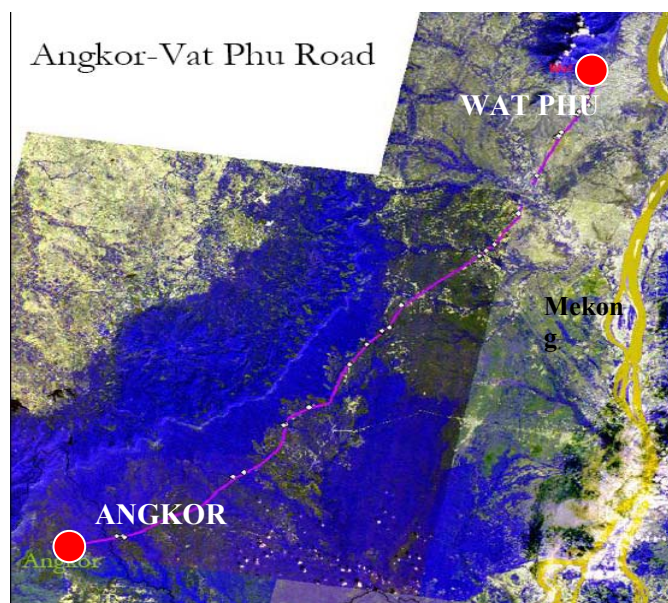 Angkor-Vat Phu Road
WAT PHU
Mekon
g
ANGKOR
Angkor